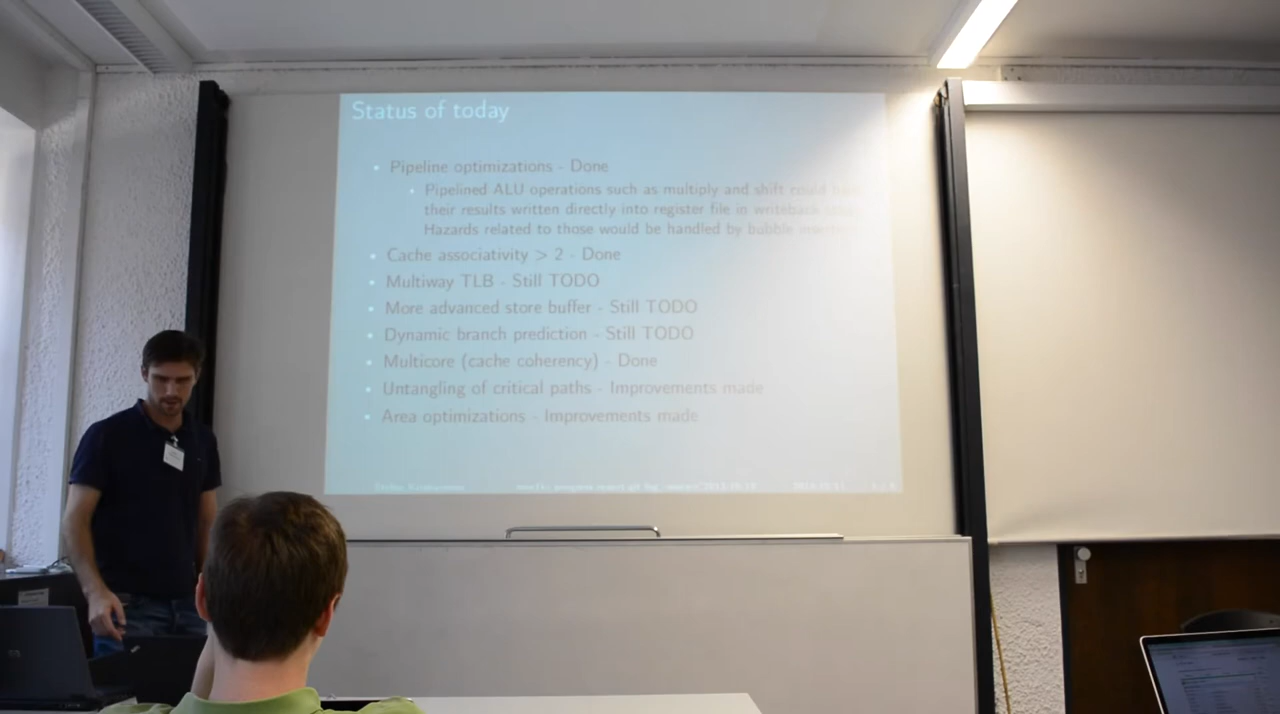 Status of today
Pipeline optimizations - Done
Pipelined ALU operations such as multiply and shift could
their results written directly into register file in writeback
Hazards related to those would be handled by bubble
Cache associativity > 2 - Done
Multiway TLB - Still TODO
More advanced store buffer - Still TODO
Dynamic branch prediction - Still TODO
Multicore (cache coherency) - Done
Untangling of critical paths - Improvements made
Area optimizations - Improvements made